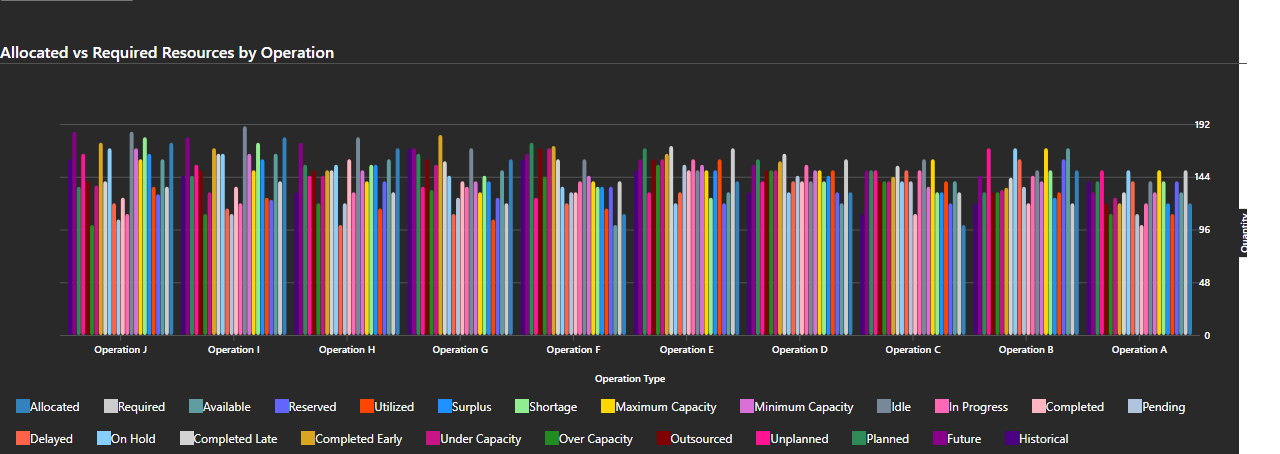 Allocated vs Required Resources by Operation
192
144
96
48
0
Quantity
Operation J Operation I Operation H Operation G Operation F Operation E Operation D Operation C Operation B Operation A
Operation Type
Allocated Required Available Reserved Utilized Surplus Shortage Maximum Capacity Minimum Capacity Idle In Progress Completed Pending
Delayed On Hold Completed Late Completed Early Under Capacity Over Capacity Outsourced Unplanned Planned Future Historical